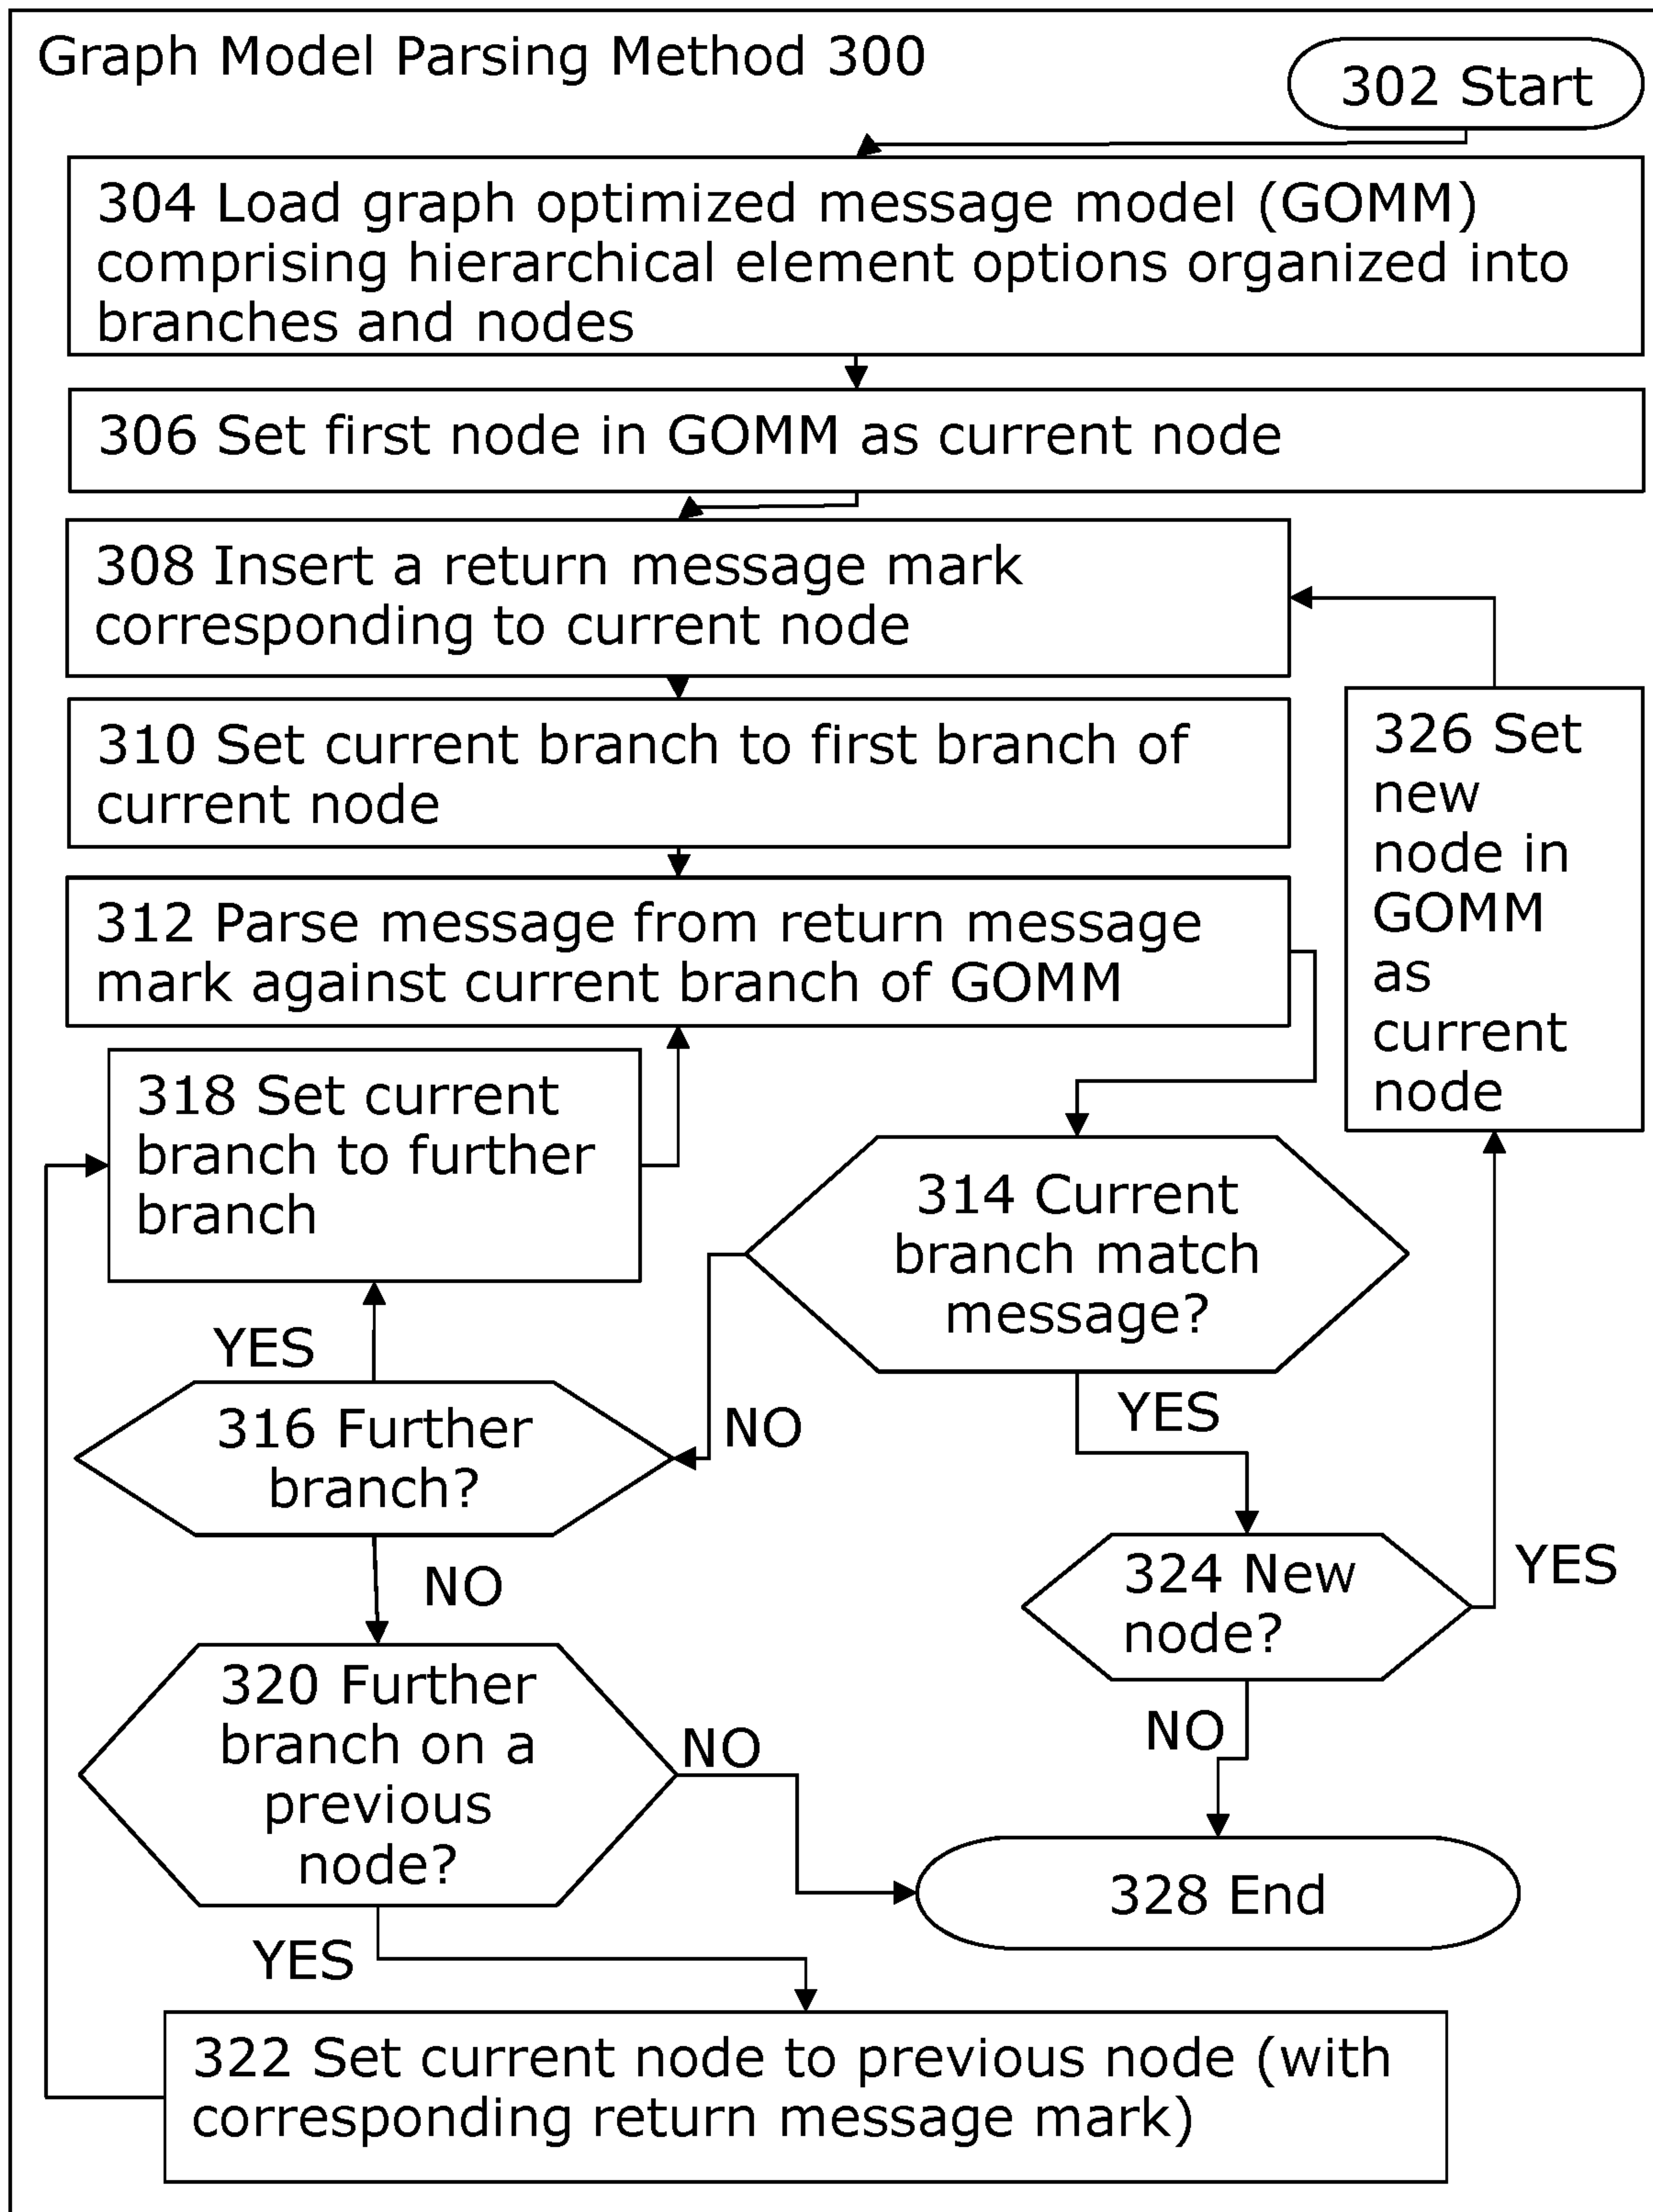 Graph Model Parsing Method 300
302 Start
304 Load graph optimized message model (GOMM)
comprising hierarchical element options organized into
branches and nodes
306 Set first node in GOMM as current node
308 Insert a return message mark
corresponding to current node
310 Set current branch to first branch of
current node
326 Set
new
node in
GOMM
as
current
node
312 Parse message from return message
mark against current branch of GOMM
318 Set current
branch to further
branch
314 Current
branch match
message?
YES
316 Further
branch?
NO
YES
NO
324 New
node?
YES
320 Further
branch on a
previous
node?
NO
NO
328 End
YES
322 Set current node to previous node (with
corresponding return message mark)